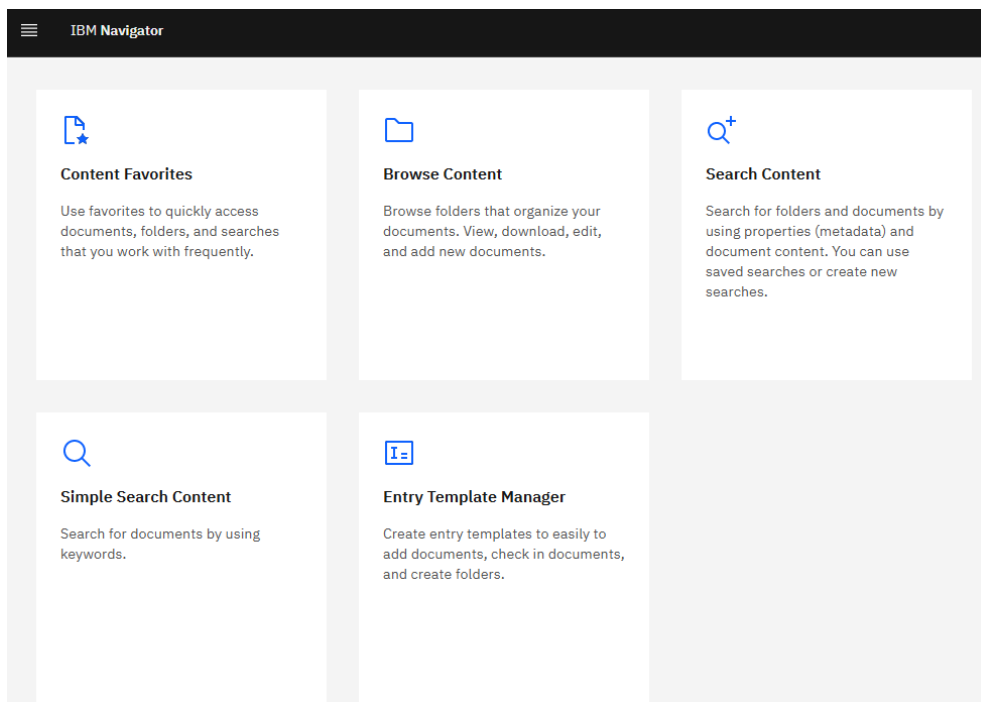 IBM Navigator
Content Favorites
Use favorites to quickly access
documents, folders, and searches
that you work with frequently.
Browse Content
Browse folders that organize your
documents. View, download, edit,
and add new documents.
Search Content
Search for folders and documents by
using properties (metadata) and
document content. You can use
saved searches or create new
searches.
Simple Search Content
Search for documents by using
keywords.
Entry Template Manager
Create entry templates to easily to
add documents, check in documents,
and create folders.